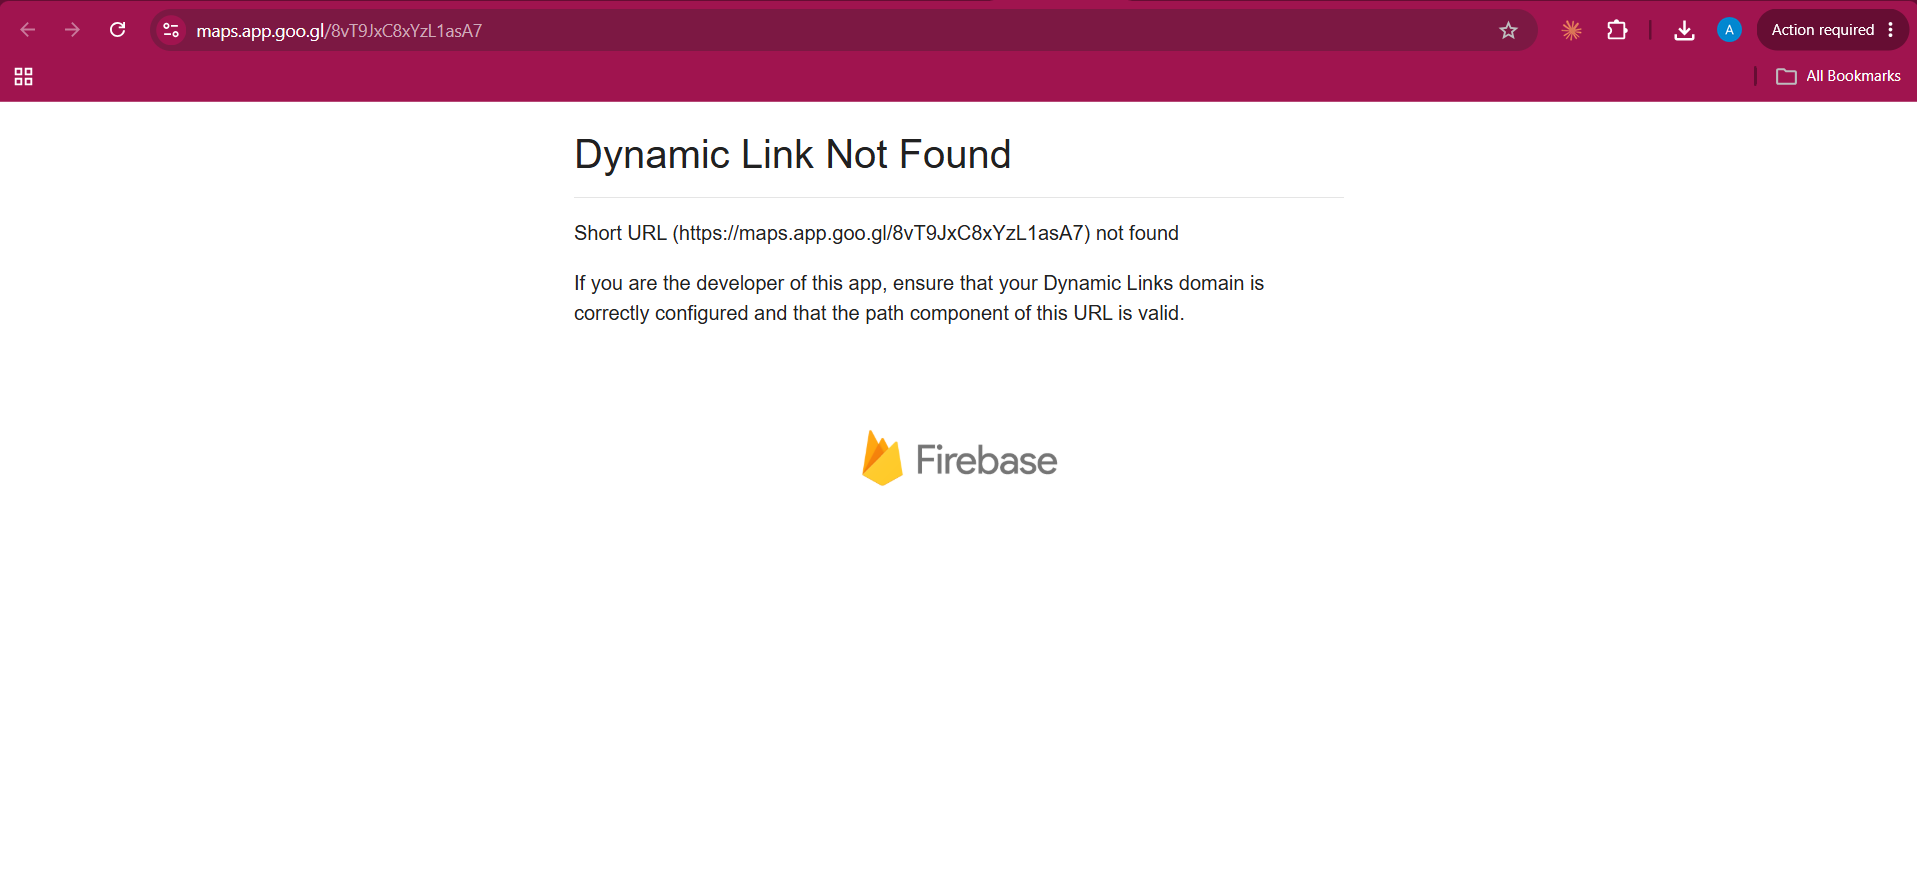 maps.app.goo.gl/8vT9JxC8xYzL1asA7
A
Action required
All Bookmarks
Dynamic Link Not Found
Short URL (https://maps.app.goo.gl/8vT9JxC8xYzL1asA7) not found
If you are the developer of this app, ensure that your Dynamic Links domain is
correctly configured and that the path component of this URL is valid.
Firebase